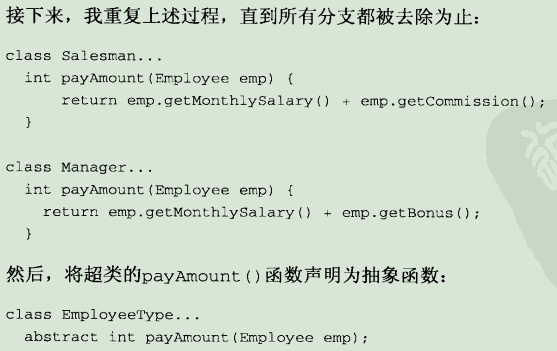 接下来，我重复上述过程，直到所有分支都被去除为止：
class Salesman...
int payAmount(Employee emp) {
return emp.getMonthlySalary() + emp.getCommission();
}
class Manager...
int payAmount(Employee emp) {
return emp.getMonthlySalary() + emp.getBonus();
}
然后，将超类的payAmount()函数声明为抽象函数：
class EmployeeType...
abstract int payAmount(Employee emp);